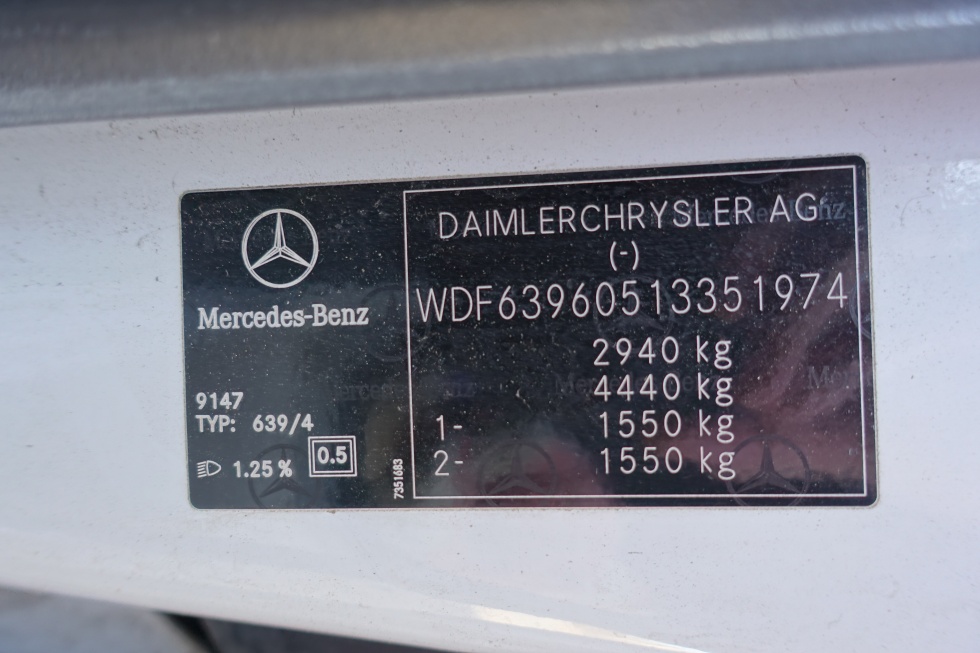 Mercedes-Benz
9147
TYP: 639/4
1.25 %
0.5
7351683
DAIMLERCHRYSLER AG
(-)
WDF63960513351974
2940 kg
4440 kg
1- 1550 kg
2- 1550 kg